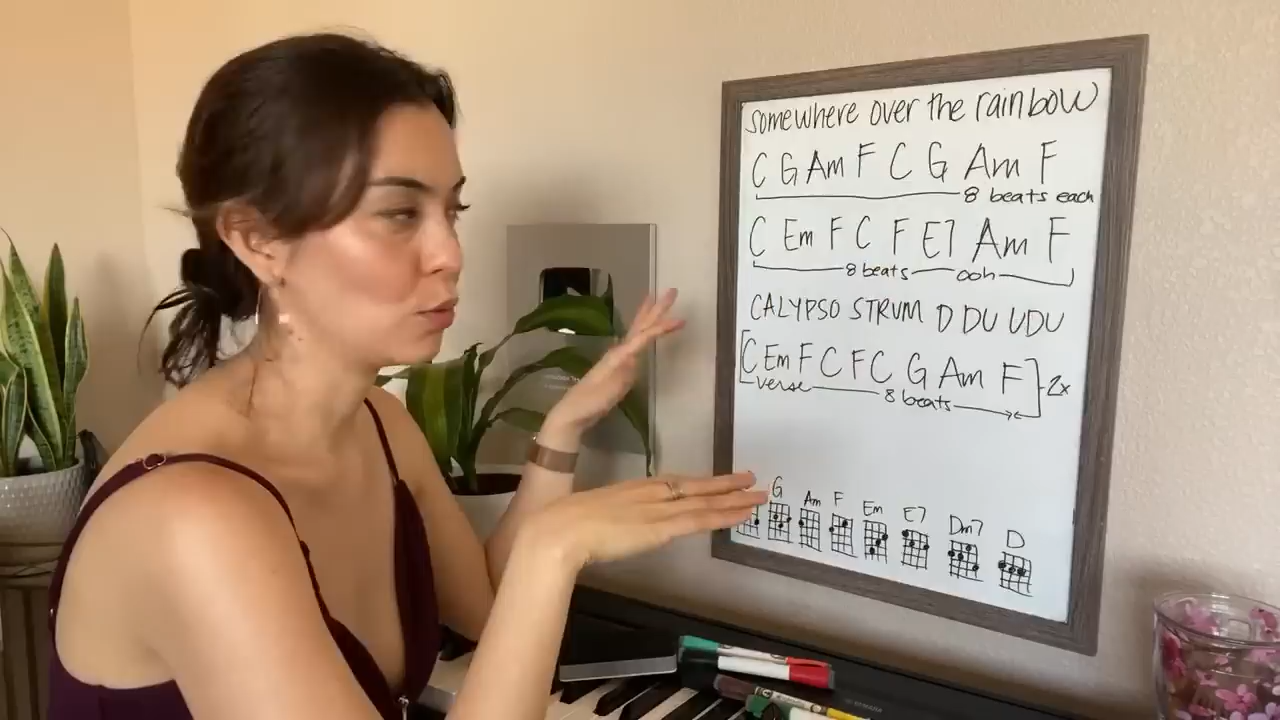 somewhere over the rainbow
C G Am F C G Am F
8 beats each
C Em F C F E7 Am F
8 beats ooh
CALYPSO STRUM D DU UDU
[C Em F C F C G Am F] 2x
verse 8 beats
G Am F Em E7 Dm7 D